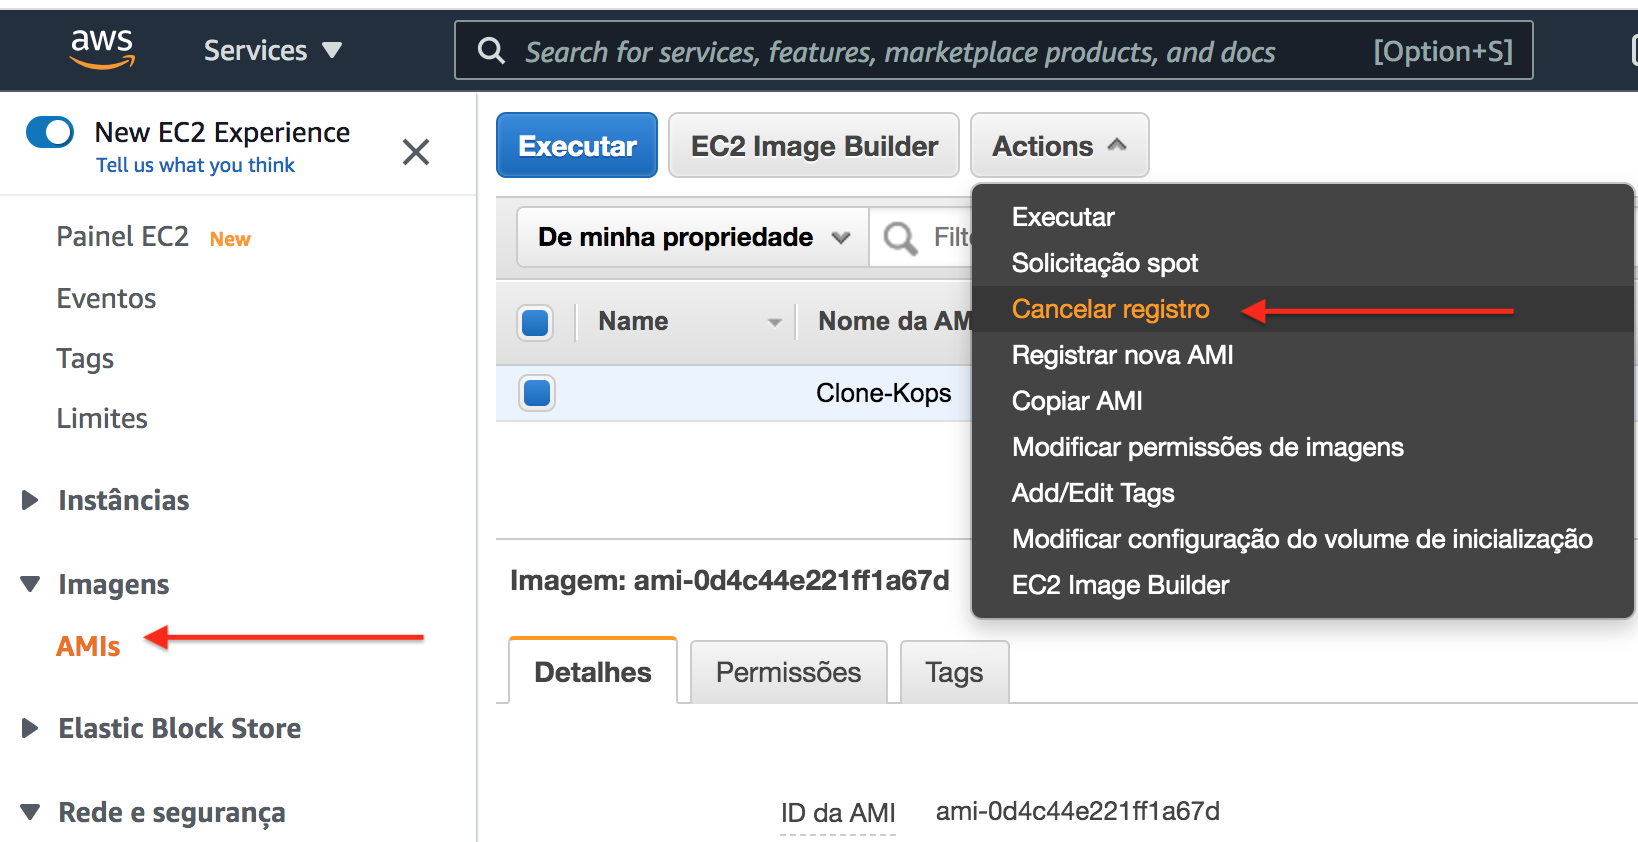 aws
Services
Search for services, features, marketplace products, and docs
[Option+S]
New EC2 Experience
Tell us what you think
Painel EC2 New
Eventos
Tags
Limites
Instâncias
Imagens
AMIs
Elastic Block Store
Rede e segurança
Executar
EC2 Image Builder
Actions
De minha propriedade
Name
Nome da AM
Clone-Kops
Executar
Solicitação spot
Cancelar registro
Registrar nova AMI
Copiar AMI
Modificar permissões de imagens
Add/Edit Tags
Modificar configuração do volume de inicialização
EC2 Image Builder
Imagem: ami-0d4c44e221ff1a67d
Detalhes
Permissões
Tags
ID da AMI
ami-0d4c44e221ff1a67d